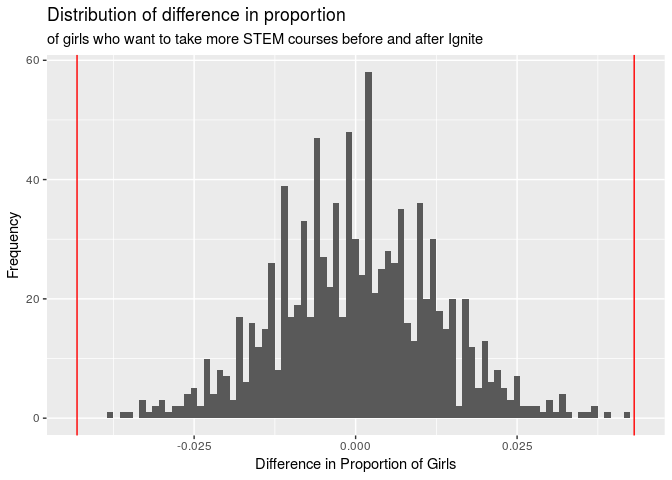 Distribution of difference in proportion
of girls who want to take more STEM courses before and after Ignite
60
40
20
0
Frequency
-0.025 0.000 0.025
Difference in Proportion of Girls